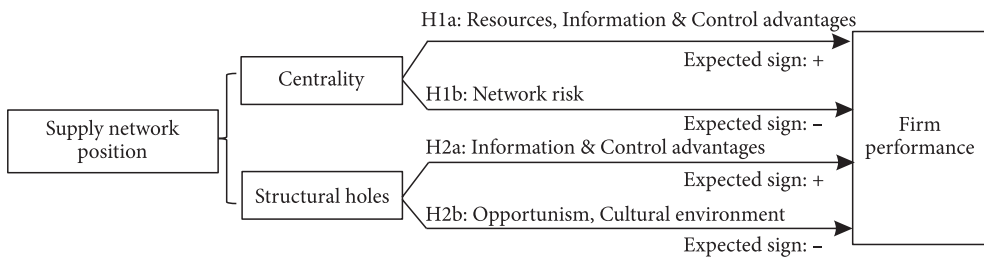 H1a: Resources, Information & Control advantages
Expected sign: +
Centrality
H1b: Network risk
Expected sign: –
Supply network
position
Firm
performance
H2a: Information & Control advantages
Expected sign: +
Structural holes
H2b: Opportunism, Cultural environment
Expected sign: –